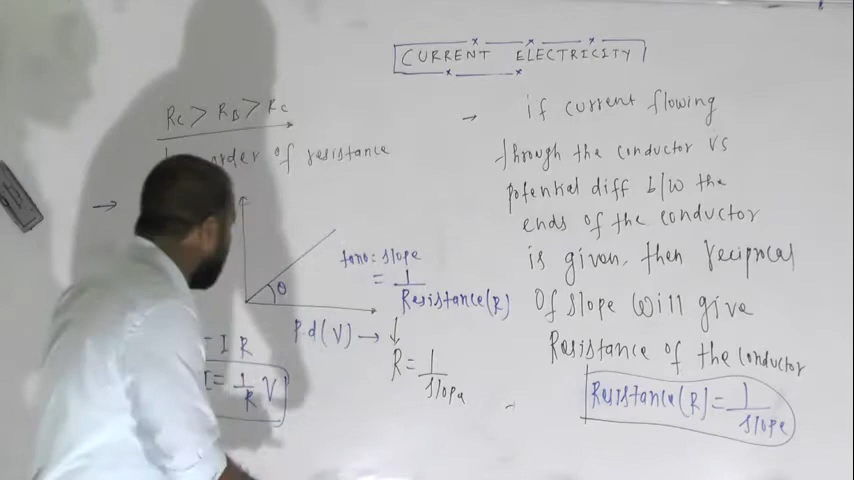 CURRENT ELECTRICITY
RC > RB > RC
order of resistance
tanθ = slope
= 1
Resistance(R)
θ
P.d (V) →
R = 1
slope
= I R
I = 1 V
R
→ if current flowing
through the conductor VS
potential diff b/w the
ends of the conductor
is given, then reciprocal
Of slope will give
Resistance of the conductor
Resistance (R) = 1
slope